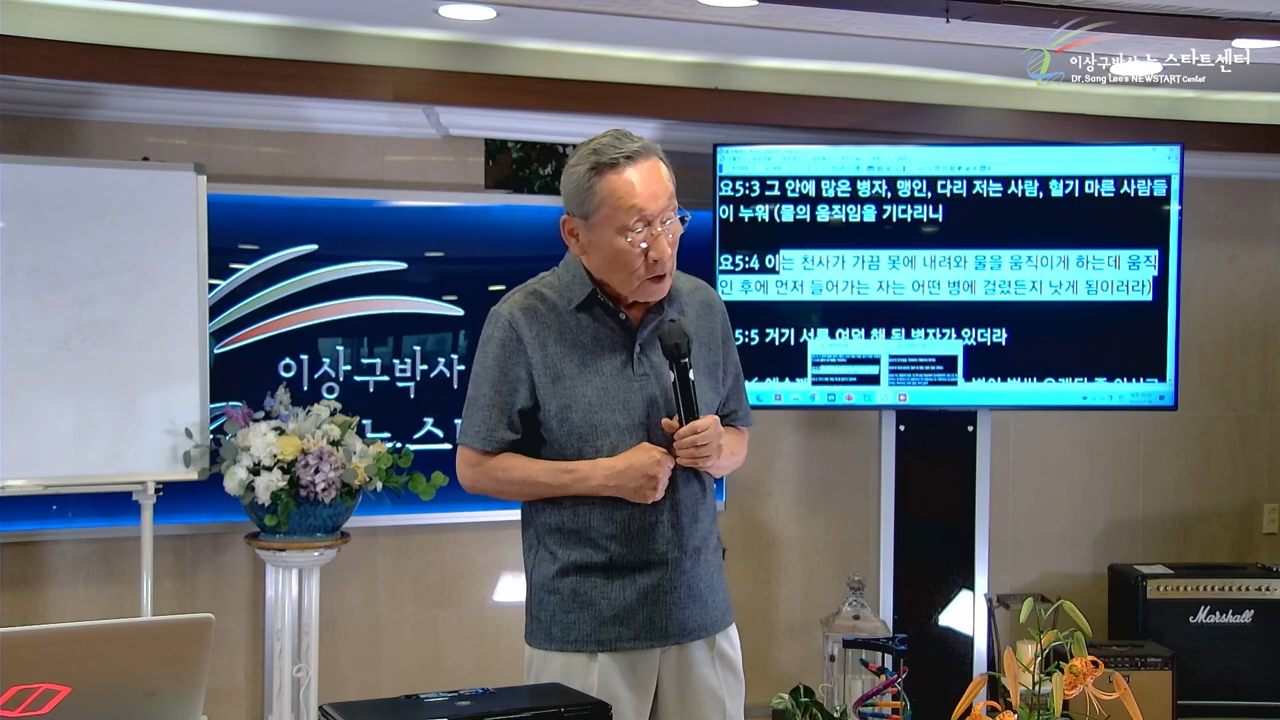 이상구박사 뉴스타트센터
Dr. Sang Lee's NEWSTART Center
요5:3 그 안에 많은 병자, 맹인, 다리 저는 사람, 혈기 마른 사람들
이 누워 (물의 움직임을 기다리니
요5:4 이는 천사가 가끔 못에 내려와 물을 움직이게 하는데 움직
인 후에 먼저 들어가는 자는 어떤 병에 걸렸든지 낫게 됨이러라)
5:5 거기 서른 여덟 해 된 병자가 있더라
이상구박사
뉴 스
Marshall